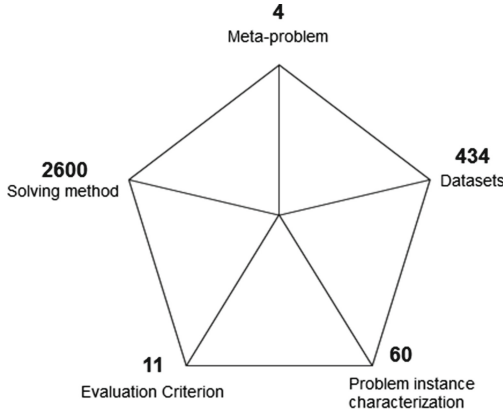 4
Meta-problem
2600
Solving method
434
Datasets
11
Evaluation Criterion
60
Problem instance
characterization